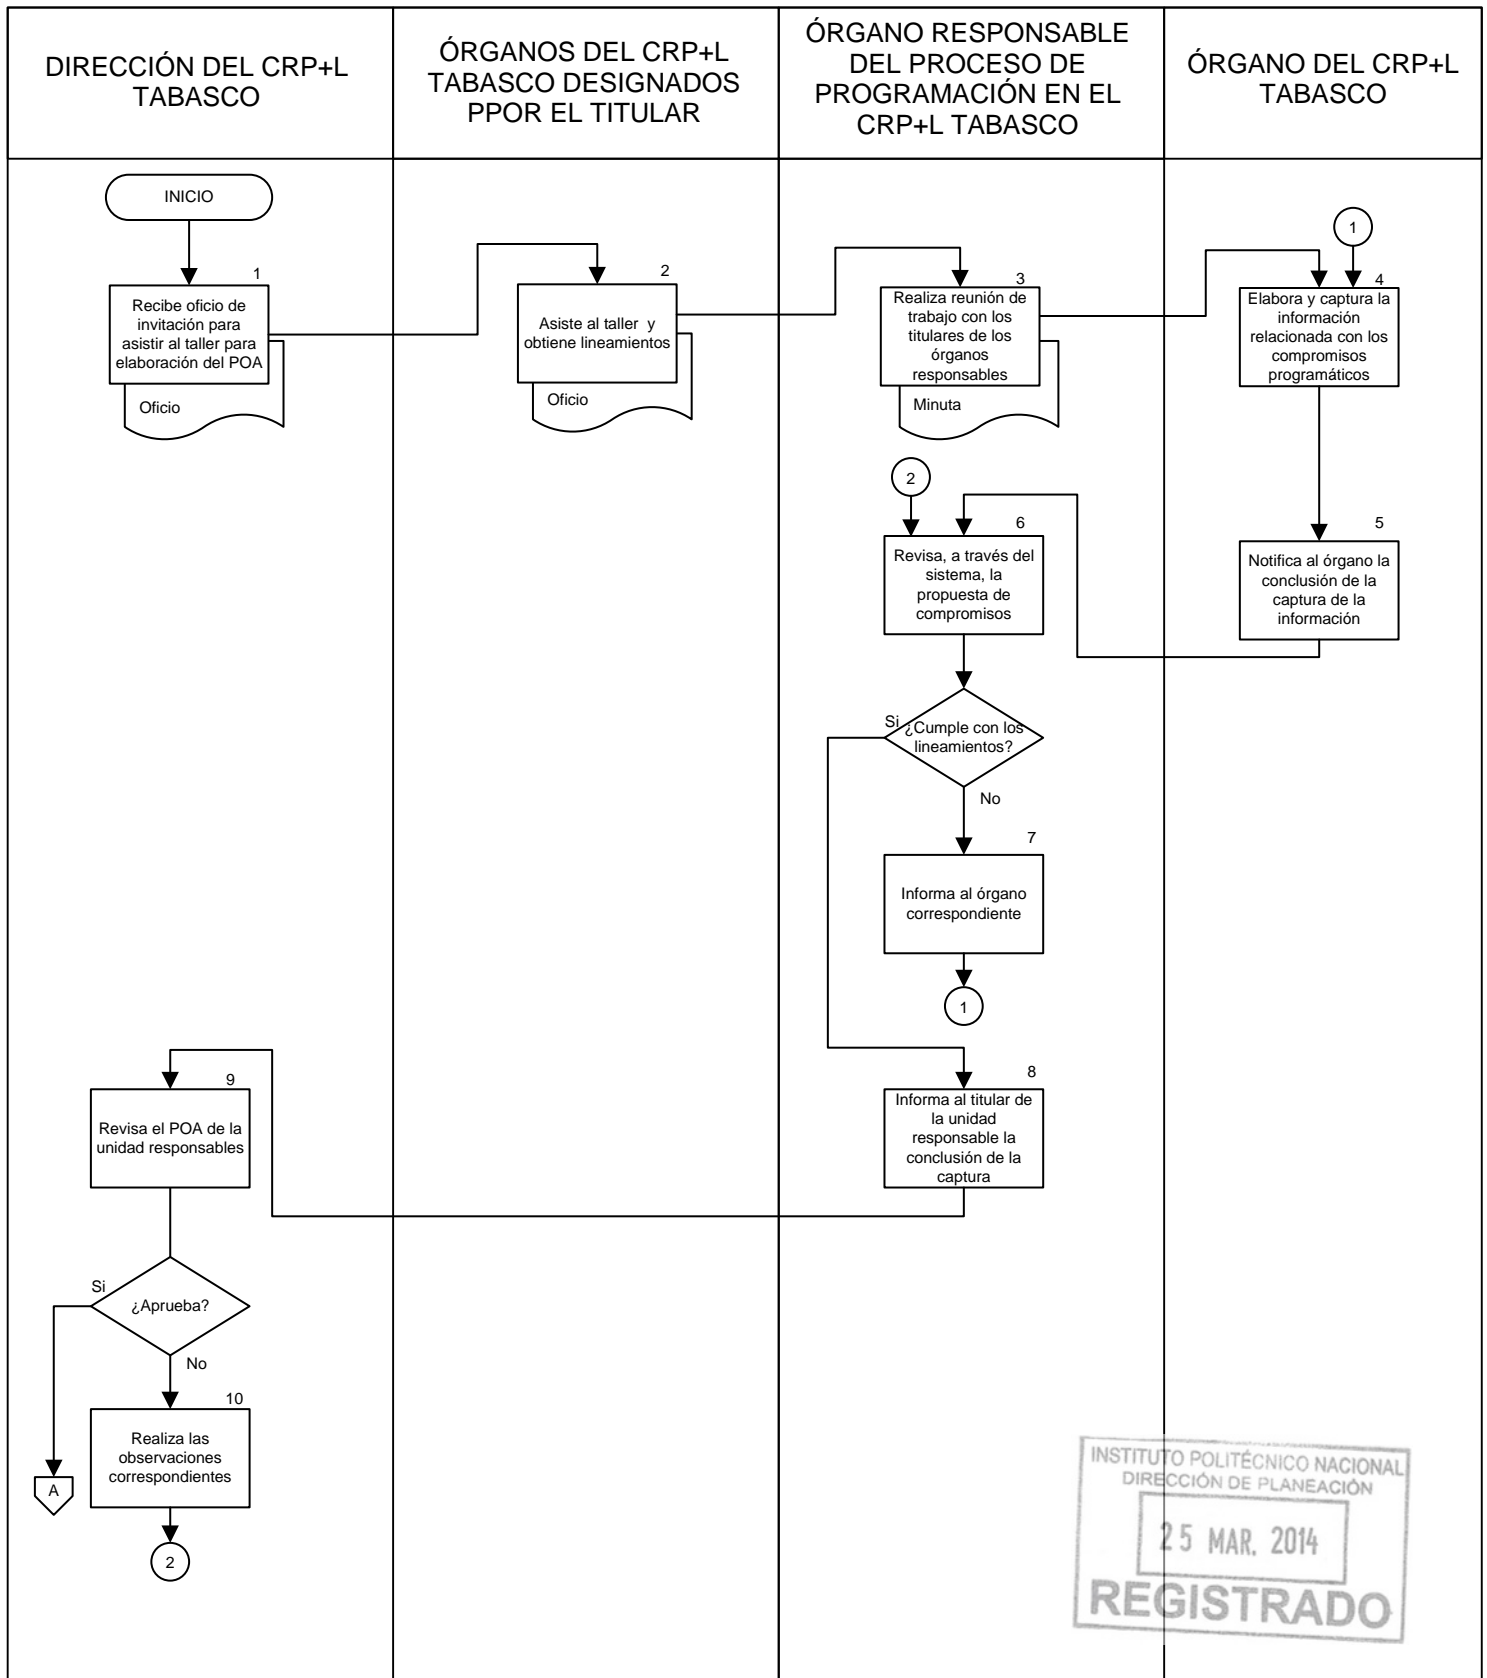 DIRECCIÓN DEL CRP+L
TABASCO
ÓRGANOS DEL CRP+L
TABASCO DESIGNADOS
PPOR EL TITULAR
ÓRGANO RESPONSABLE
DEL PROCESO DE
PROGRAMACIÓN EN EL
CRP+L TABASCO
ÓRGANO DEL CRP+L
TABASCO
INICIO
1
Recibe oficio de
invitación para
asistir al taller para
elaboración del POA
Oficio
2
Asiste al taller y
obtiene lineamientos
Oficio
3
Realiza reunión de
trabajo con los
titulares de los
órganos
responsables
Minuta
1
4
Elabora y captura la
información
relacionada con los
compromisos
programáticos
5
Notifica al órgano la
conclusión de la
captura de la
información
2
6
Revisa, a través del
sistema, la
propuesta de
compromisos
Si
¿Cumple con los
lineamientos?
No
7
Informa al órgano
correspondiente
1
8
Informa al titular de
la unidad
responsable la
conclusión de la
captura
9
Revisa el POA de la
unidad responsables
Si
¿Aprueba?
No
10
Realiza las
observaciones
correspondientes
A
2
INSTITUTO POLITÉCNICO NACIONAL
DIRECCIÓN DE PLANEACIÓN
25 MAR. 2014
REGISTRADO